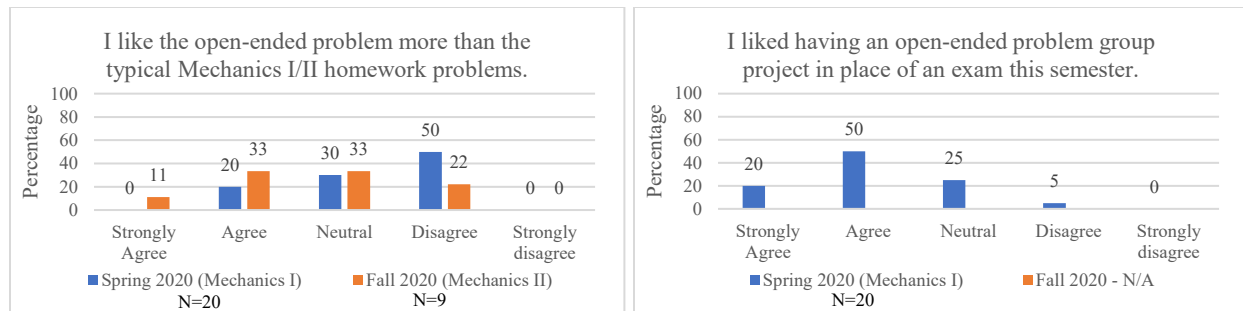 I like the open-ended problem more than the
typical Mechanics I/II homework problems.
Percentage
100
80
60
40
20
0
0
11
20
33
30
33
50
22
0
0
Strongly Agree
Agree
Neutral
Disagree
Strongly disagree
Spring 2020 (Mechanics I)
Fall 2020 (Mechanics II)
N=20
N=9
I liked having an open-ended problem group
project in place of an exam this semester.
Percentage
100
80
60
40
20
0
20
50
25
5
0
Strongly Agree
Agree
Neutral
Disagree
Strongly disagree
Spring 2020 (Mechanics I)
Fall 2020 - N/A
N=20